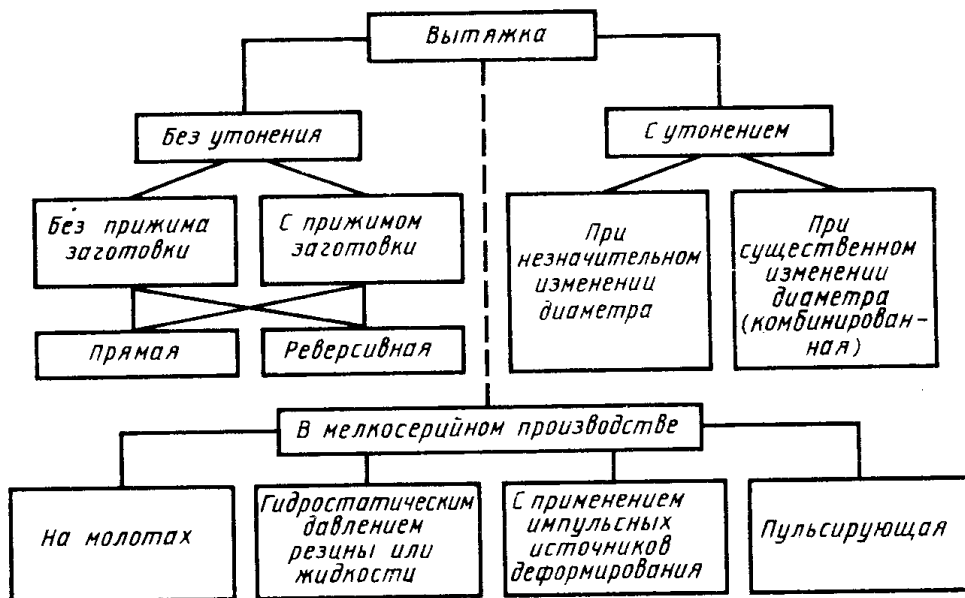 Вытяжка
Без утонения
С утонением
Без прижима
заготовки
С прижимом
заготовки
При
незначительном
изменении
диаметра
При
существенном
изменении
диаметра
(комбинирован-
ная)
Прямая
Реверсивная
В мелкосерийном производстве
На молотах
Гидростатическим
давлением
резины или
жидкости
С применением
импульсных
источников
деформирования
Пульсирующая